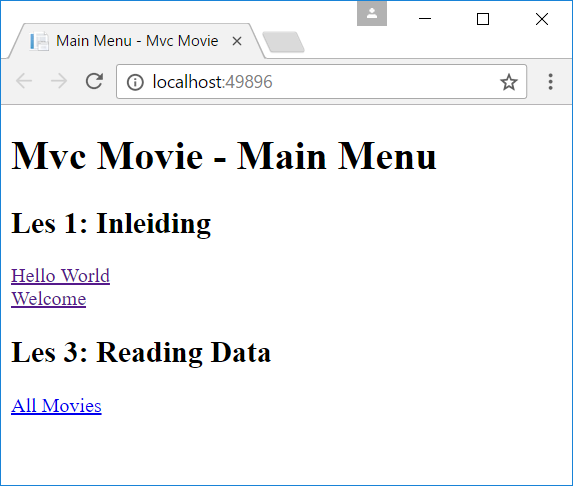 Main Menu - Mvc Movie
localhost:49896
Mvc Movie - Main Menu
Les 1: Inleiding
Hello World
Welcome
Les 3: Reading Data
All Movies